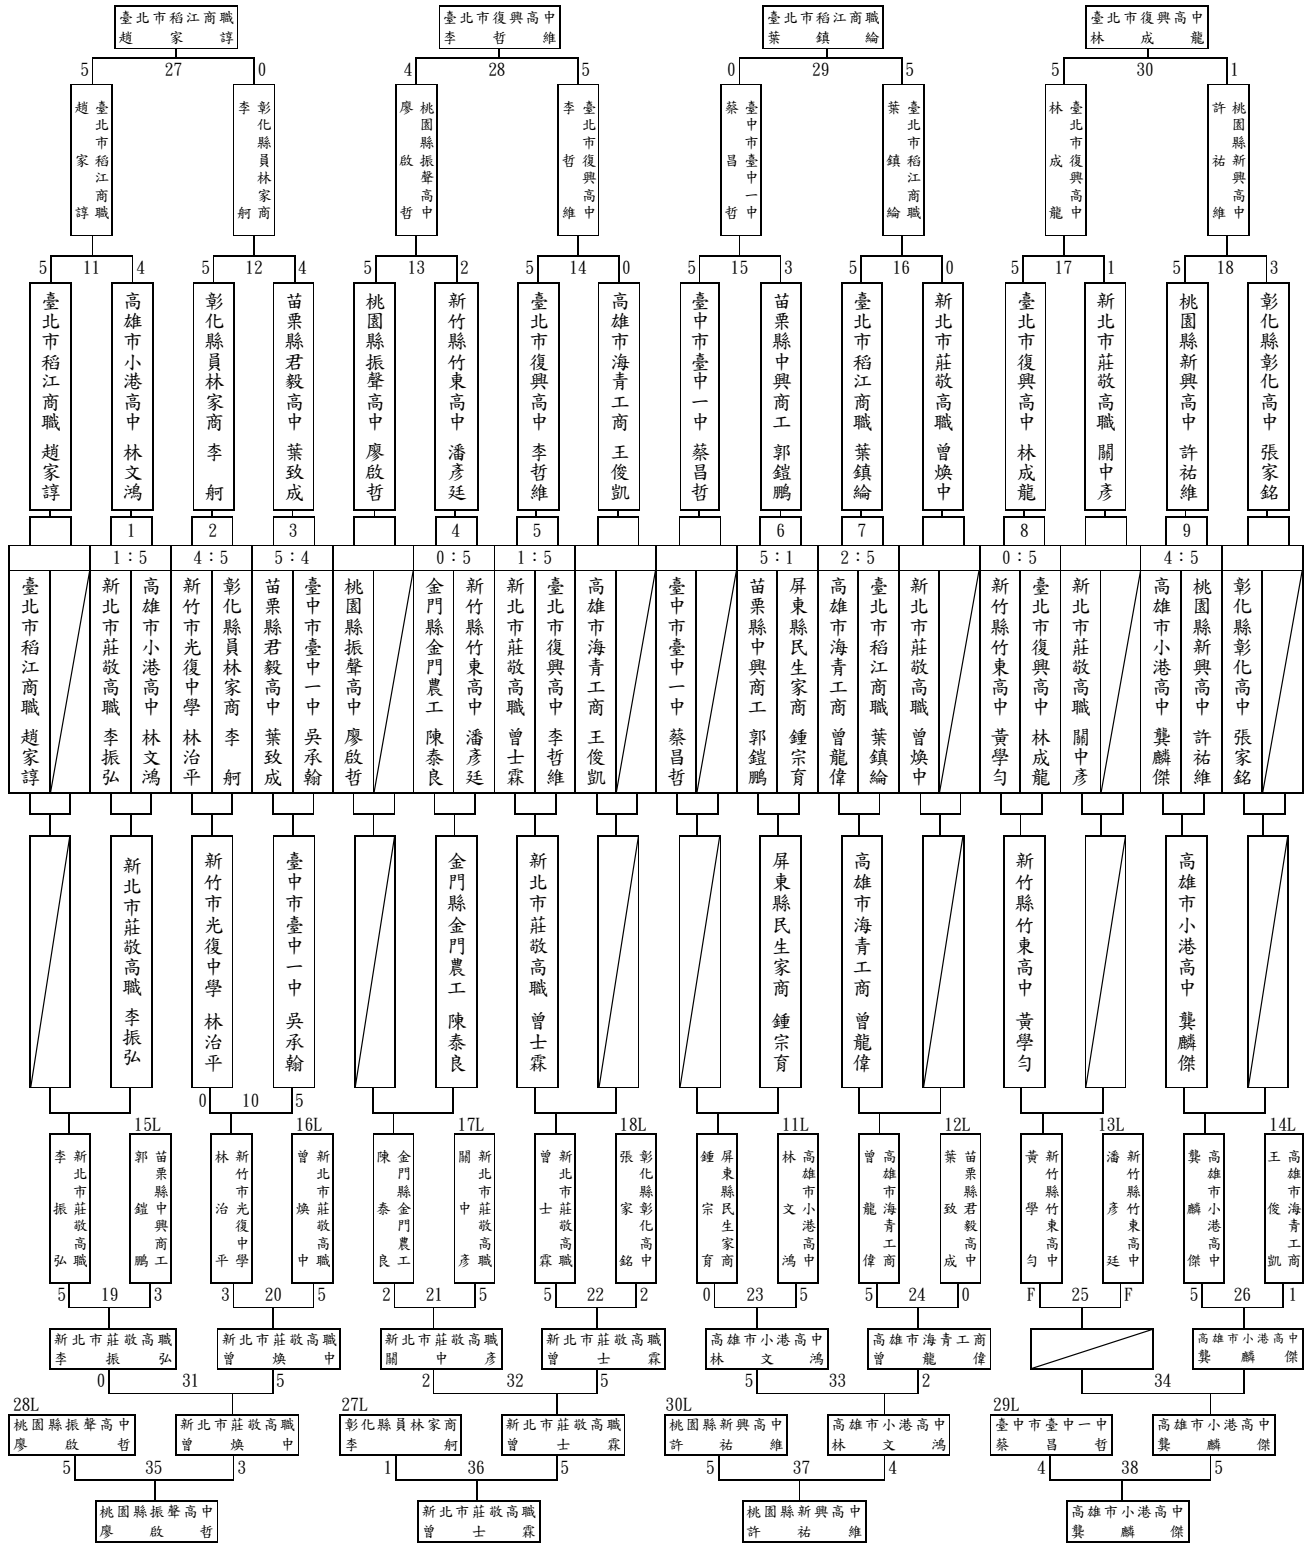 臺北市稻江商職
趙家諄
臺北市復興高中
李哲維
臺北市稻江商職
葉鎮綸
臺北市復興高中
林成龍
5 27 0
4 28 5
0 29 5
5 30 1
臺北市稻江商職
趙家諄
彰化縣員林家商
李舸
桃園縣振聲高中
廖啟哲
臺北市復興高中
李哲維
臺中市臺中一中
蔡昌哲
臺北市稻江商職
葉鎮綸
臺北市復興高中
林成龍
桃園縣新興高中
許祐維
5 11 4
5 12 4
5 13 2
5 14 0
5 15 3
5 16 0
5 17 1
5 18 3
臺北市稻江商職 趙家諄
高雄市小港高中 林文鴻
彰化縣員林家商 李舸
苗栗縣君毅高中 葉致成
桃園縣振聲高中 廖啟哲
新竹縣竹東高中 潘彥廷
臺北市復興高中 李哲維
高雄市海青工商 王俊凱
臺中市臺中一中 蔡昌哲
苗栗縣中興商工 郭鎧鵬
臺北市稻江商職 葉鎮綸
新北市莊敬高職 曾煥中
臺北市復興高中 林成龍
新北市莊敬高職 關中彥
桃園縣新興高中 許祐維
彰化縣彰化高中 張家銘
1 2 3 4 5 6 7 8 9
1:5 4:5 5:4 0:5 1:5 5:1 2:5 0:5 4:5
臺北市稻江商職 趙家諄
新北市莊敬高職 李振弘
高雄市小港高中 林文鴻
新竹市光復中學 林治平
彰化縣員林家商 李舸
苗栗縣君毅高中 葉致成
臺中市臺中一中 吳承翰
桃園縣振聲高中 廖啟哲
金門縣金門農工 陳泰良
新竹縣竹東高中 潘彥廷
新北市莊敬高職 曾士霖
臺北市復興高中 李哲維
高雄市海青工商 王俊凱
臺中市臺中一中 蔡昌哲
苗栗縣中興商工 郭鎧鵬
屏東縣民生家商 鍾宗育
高雄市海青工商 曾龍偉
臺北市稻江商職 葉鎮綸
新北市莊敬高職 曾煥中
新竹縣竹東高中 黃學勻
臺北市復興高中 林成龍
新北市莊敬高職 關中彥
高雄市小港高中 龔麟傑
桃園縣新興高中 許祐維
彰化縣彰化高中 張家銘
新北市莊敬高職 李振弘
新竹市光復中學 林治平
臺中市臺中一中 吳承翰
金門縣金門農工 陳泰良
新北市莊敬高職 曾士霖
屏東縣民生家商 鍾宗育
高雄市海青工商 曾龍偉
新竹縣竹東高中 黃學勻
高雄市小港高中 龔麟傑
0 10 5
15L 16L 17L 18L 11L 12L 13L 14L
新北市莊敬高職
李振弘
苗栗縣中興商工
郭鎧鵬
新竹市光復中學
林治平
新北市莊敬高職
曾煥中
金門縣金門農工
陳泰良
新北市莊敬高職
關中彥
新北市莊敬高職
曾士霖
彰化縣彰化高中
張家銘
屏東縣民生家商
鍾宗育
高雄市小港高中
林文鴻
高雄市海青工商
曾龍偉
苗栗縣君毅高中
葉致成
新竹縣竹東高中
黃學勻
新竹縣竹東高中
潘彥廷
高雄市小港高中
龔麟傑
高雄市海青工商
王俊凱
5 19 3
3 20 5
2 21 5
5 22 2
0 23 5
5 24 0
F 25 F
5 26 1
新北市莊敬高職
李振弘
新北市莊敬高職
曾煥中
新北市莊敬高職
關中彥
新北市莊敬高職
曾士霖
高雄市小港高中
林文鴻
高雄市海青工商
曾龍偉
高雄市小港高中
龔麟傑
0 31 5
2 32 5
5 33 2
34
28L 27L 30L 29L
桃園縣振聲高中
廖啟哲
新北市莊敬高職
曾煥中
彰化縣員林家商
李舸
新北市莊敬高職
曾士霖
桃園縣新興高中
許祐維
高雄市小港高中
林文鴻
臺中市臺中一中
蔡昌哲
高雄市小港高中
龔麟傑
5 35 3
1 36 5
5 37 4
4 38 5
桃園縣振聲高中
廖啟哲
新北市莊敬高職
曾士霖
桃園縣新興高中
許祐維
高雄市小港高中
龔麟傑